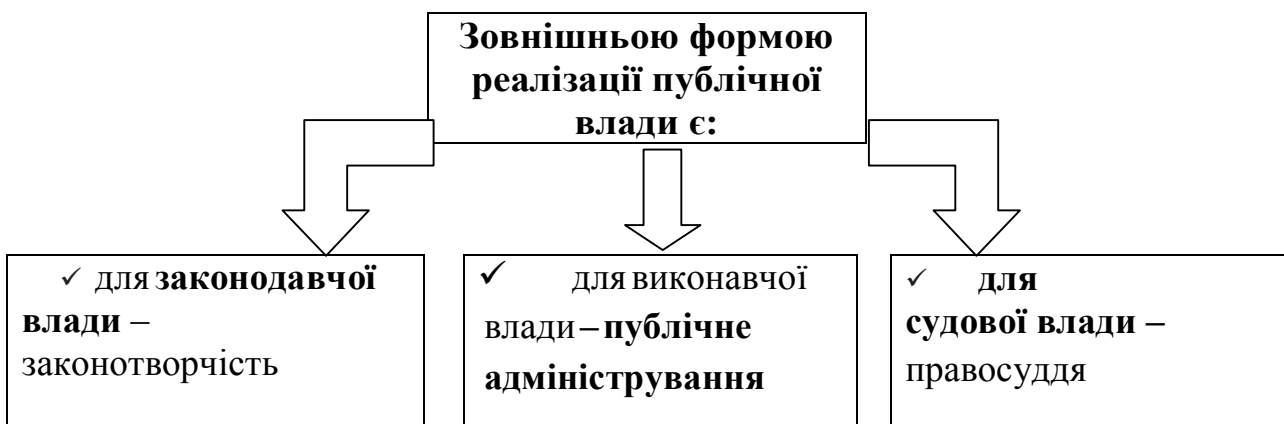 Зовнішньою формою
реалізації публічної
влади є:
✓ для законодавчої
влади –
законотворчість
✓ для виконавчої
влади – публічне
адміністрування
✓ для
судової влади –
правосуддя